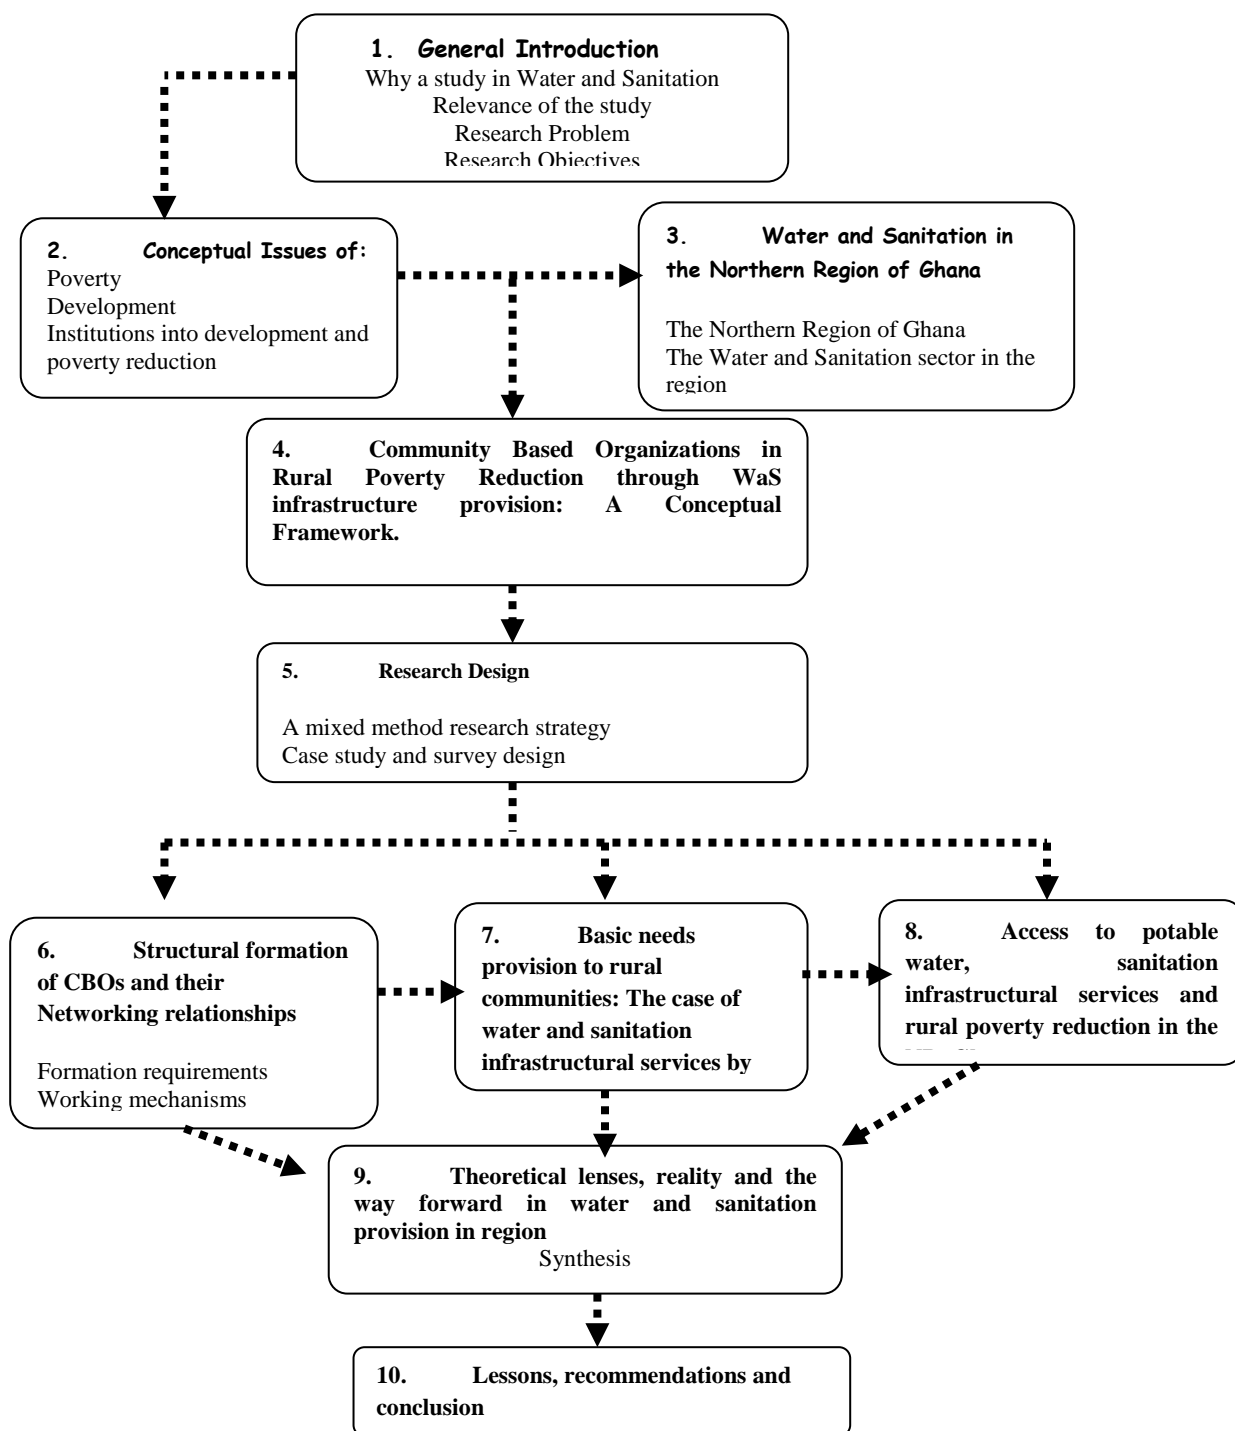 1. General Introduction
Why a study in Water and Sanitation
Relevance of the study
Research Problem
Research Objectives
2. Conceptual Issues of:
Poverty
Development
Institutions into development and
poverty reduction
3. Water and Sanitation in
the Northern Region of Ghana
The Northern Region of Ghana
The Water and Sanitation sector in the
region
4. Community Based Organizations in
Rural Poverty Reduction through WaS
infrastructure provision: A Conceptual
Framework.
5. Research Design
A mixed method research strategy
Case study and survey design
6. Structural formation
of CBOs and their
Networking relationships
Formation requirements
Working mechanisms
7. Basic needs
provision to rural
communities: The case of
water and sanitation
infrastructural services by
8. Access to potable
water, sanitation
infrastructural services and
rural poverty reduction in the
9. Theoretical lenses, reality and the
way forward in water and sanitation
provision in region
Synthesis
10. Lessons, recommendations and
conclusion